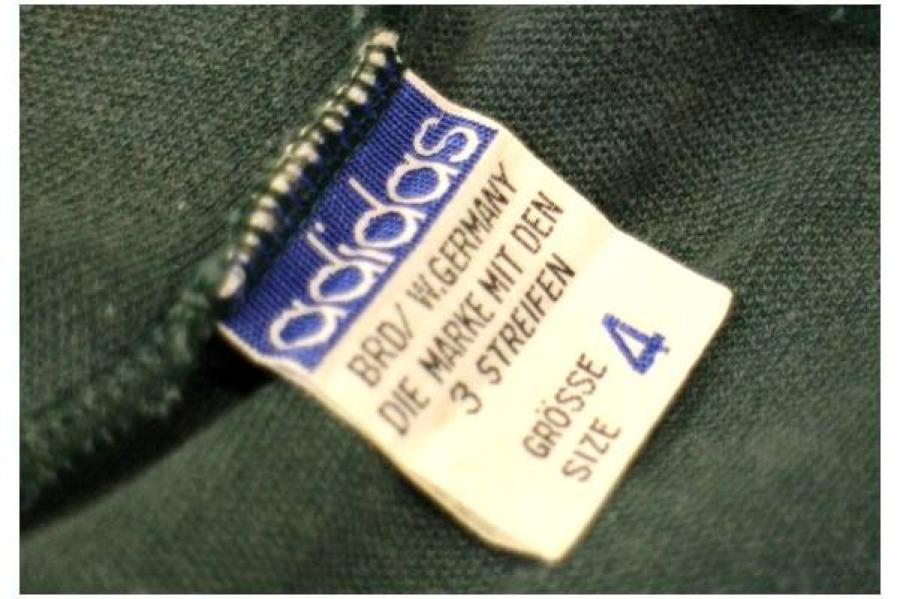 adidas
BRD/ W.GERMANY
DIE MARKE MIT DEN
3 STREIFEN
GRÖSSE 4
SIZE